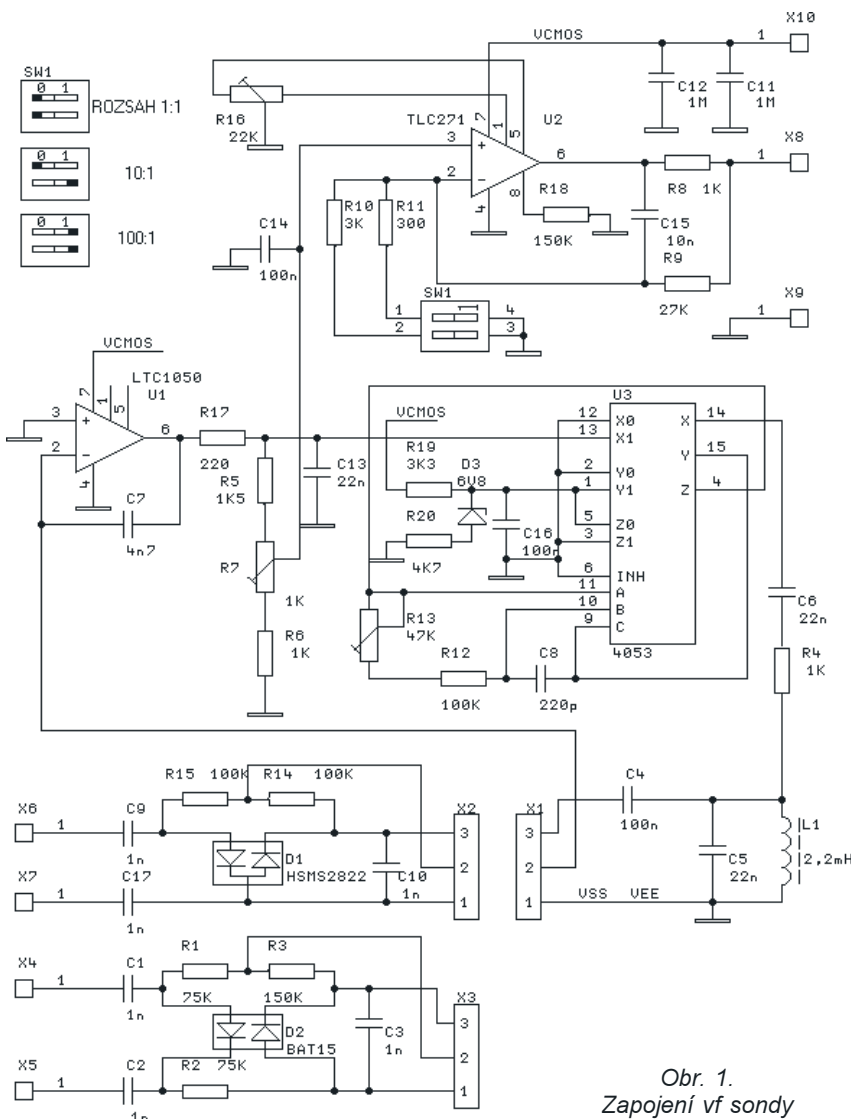 X10
VCMOS
1
SW1
0 1
ROZSAH 1:1
C12
1M
C11
1M
R16
22K
TLC271
7
1
5
U2
3
+
2
-
6
8
4
X8
1
R8 1K
0 1
10:1
R18
150K
R10
3K
R11
300
C15
10n
R9
27K
0 1
100:1
C14
100n
SW1
1
2
4
3
X9
1
VCMOS
LTC1050
U1
7
1
5
3
+
2
-
6
4
R17
220
R5
1K5
C13
22n
C7
4n7
R7
1K
R6
1K
VCMOS
R19
3K3
D3
6V8
R20
4K7
C16
100n
R13
47K
R12
100K
C8
220p
U3
12 X0
13 X1
2 Y0
1 Y1
5 Z0
3 Z1
6 INH
11 A
10 B
9 C
X 14
Y 15
Z 4
4053
C6
22n
R4
1K
R15 100K R14 100K
X6
1
C9
1n
D1
HSMS2822
C10
1n
X7
1
C17
1n
X2
3
2
1
X1
3
2
1
C4
100n
C5
22n
L1
2,2mH
VSS VEE
X4
1
C1
1n
R1
75K
R3
150K
D2
BAT15
C3
1n
X5
1
C2
1n
R2 75K
X3
3
2
1
Obr. 1.
Zapojení vf sondy